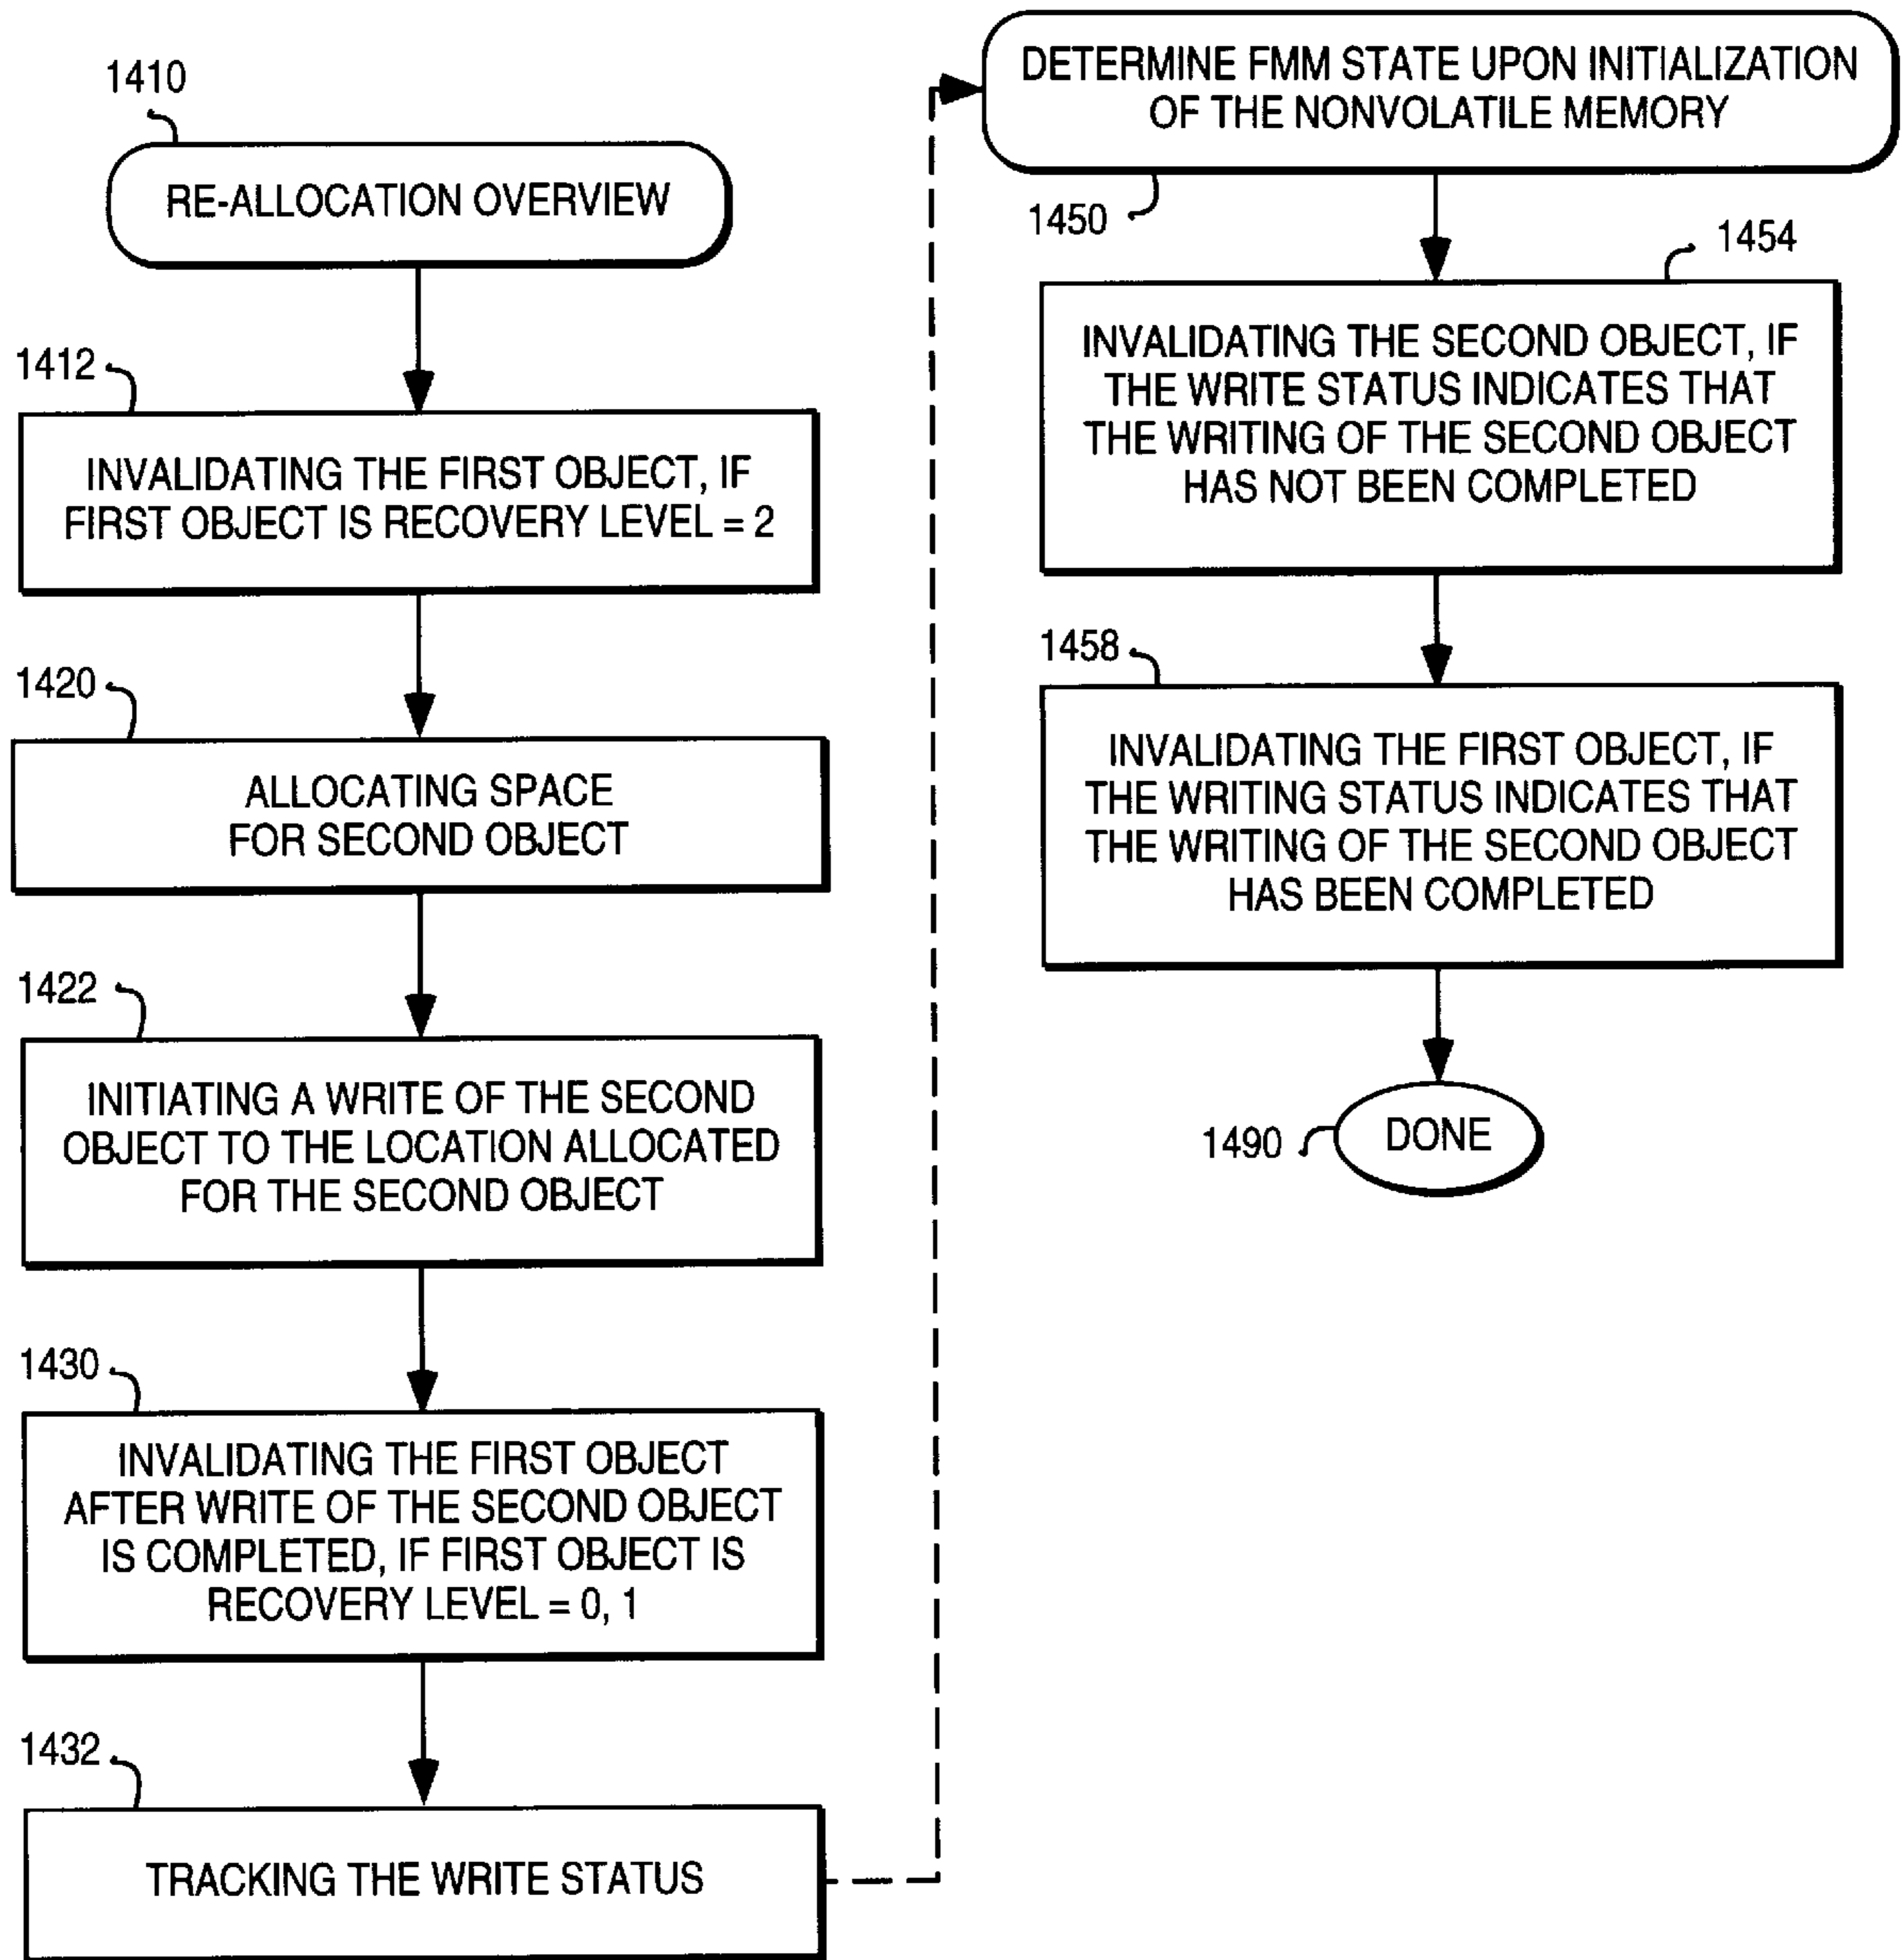 1410
RE-ALLOCATION OVERVIEW
1412
INVALIDATING THE FIRST OBJECT, IF
FIRST OBJECT IS RECOVERY LEVEL = 2
1420
ALLOCATING SPACE
FOR SECOND OBJECT
1422
INITIATING A WRITE OF THE SECOND
OBJECT TO THE LOCATION ALLOCATED
FOR THE SECOND OBJECT
1430
INVALIDATING THE FIRST OBJECT
AFTER WRITE OF THE SECOND OBJECT
IS COMPLETED, IF FIRST OBJECT IS
RECOVERY LEVEL = 0, 1
1432
TRACKING THE WRITE STATUS
DETERMINE FMM STATE UPON INITIALIZATION
OF THE NONVOLATILE MEMORY
1450
1454
INVALIDATING THE SECOND OBJECT, IF
THE WRITE STATUS INDICATES THAT
THE WRITING OF THE SECOND OBJECT
HAS NOT BEEN COMPLETED
1458
INVALIDATING THE FIRST OBJECT, IF
THE WRITING STATUS INDICATES THAT
THE WRITING OF THE SECOND OBJECT
HAS BEEN COMPLETED
1490
DONE